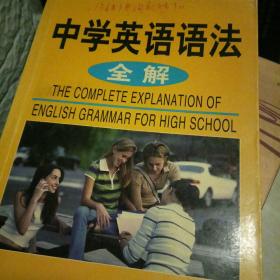 中学英语语法
全解
THE COMPLETE EXPLANATION OF
ENGLISH GRAMMAR FOR HIGH SCHOOL